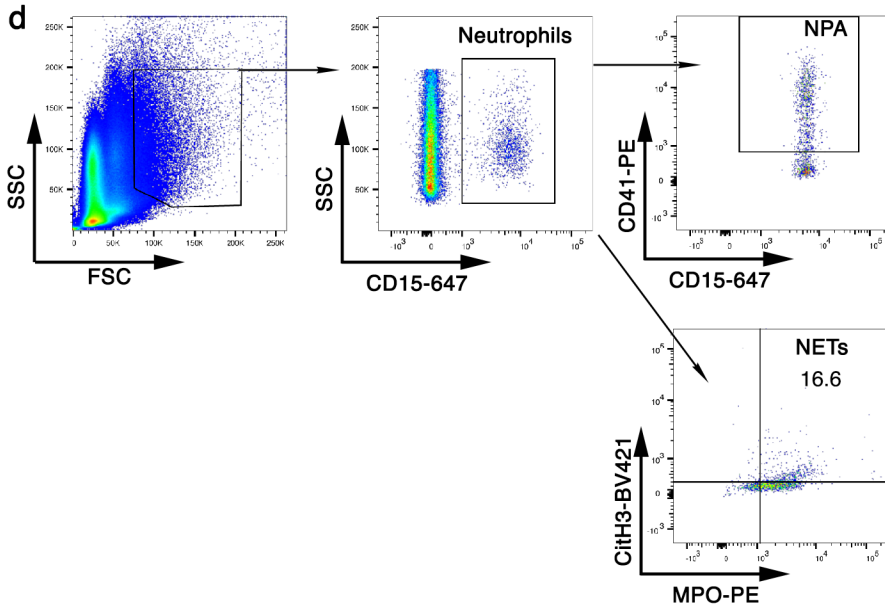 d
250K
200K
150K
100K
50K
0
0 50K 100K 150K 200K 250K
SSC
FSC
Neutrophils
250K
200K
150K
100K
50K
0
-10³ 0 10³ 10⁴ 10⁵
SSC
CD15-647
NPA
10⁵
10⁴
10³
0
-10³
-10³ 0 10³ 10⁴ 10⁵
CD41-PE
CD15-647
NETs
16.6
10⁵
10⁴
10³
0
-10³
-10³ 0 10³ 10⁴ 10⁵
CitH3-BV421
MPO-PE